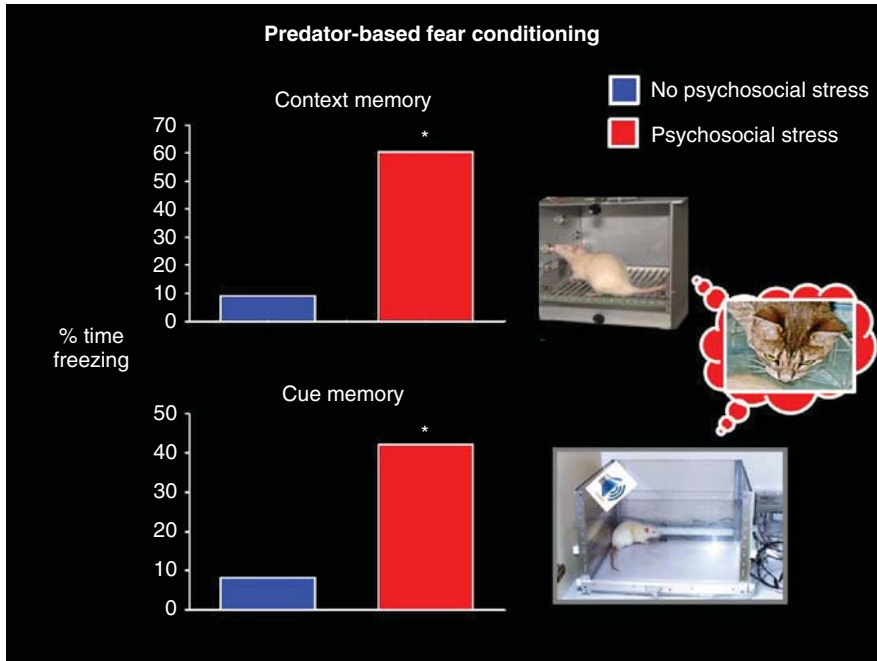 Predator-based fear conditioning
No psychosocial stress
Psychosocial stress
Context memory
70
60
50
40
30
20
10
0
*
% time
freezing
Cue memory
50
40
30
20
10
0
*